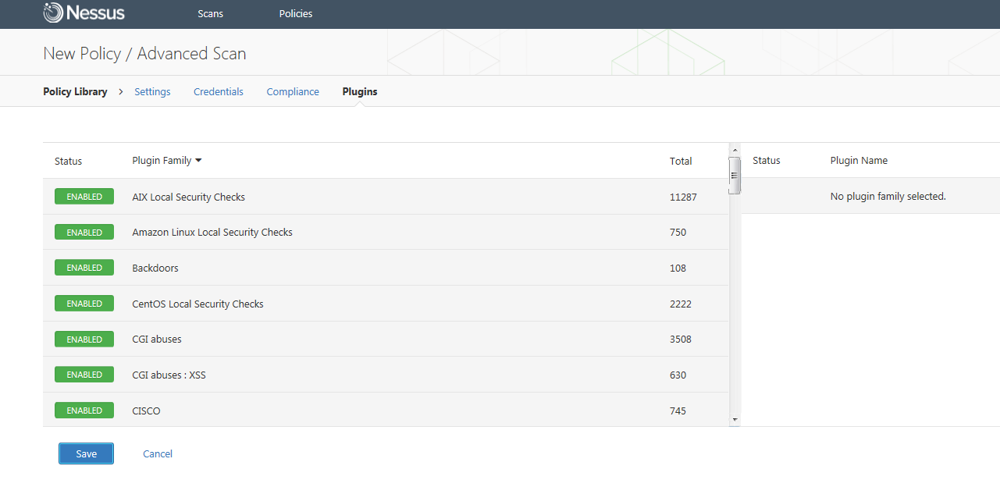 Nessus Scans Policies
New Policy / Advanced Scan
Policy Library > Settings Credentials Compliance Plugins
Status Plugin Family Total Status Plugin Name
ENABLED AIX Local Security Checks 11287 No plugin family selected.
ENABLED Amazon Linux Local Security Checks 750
ENABLED Backdoors 108
ENABLED CentOS Local Security Checks 2222
ENABLED CGI abuses 3508
ENABLED CGI abuses : XSS 630
ENABLED CISCO 745
Save Cancel